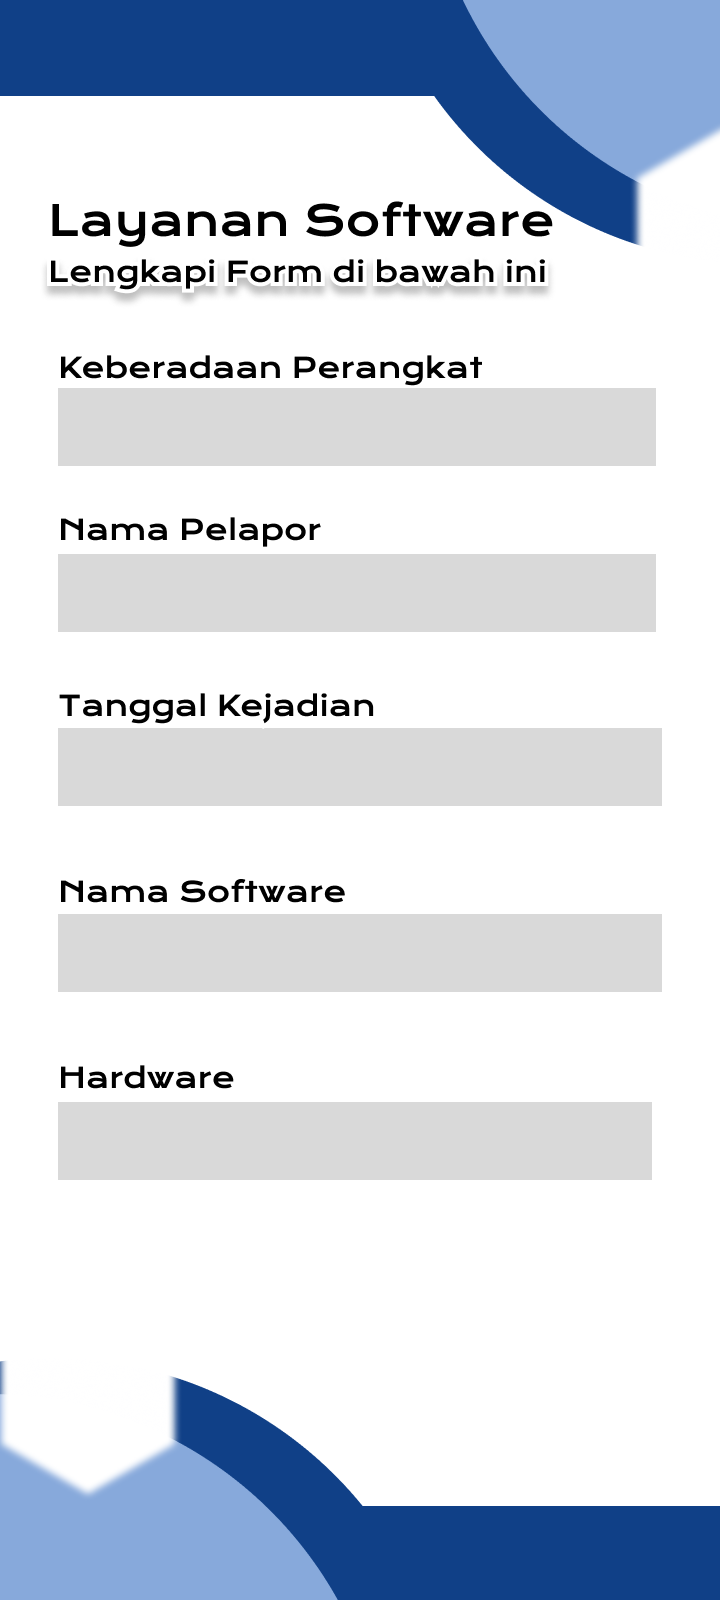 Layanan Software
Lengkapi Form di bawah ini
Keberadaan Perangkat
Nama Pelapor
Tanggal Kejadian
Nama Software
Hardware